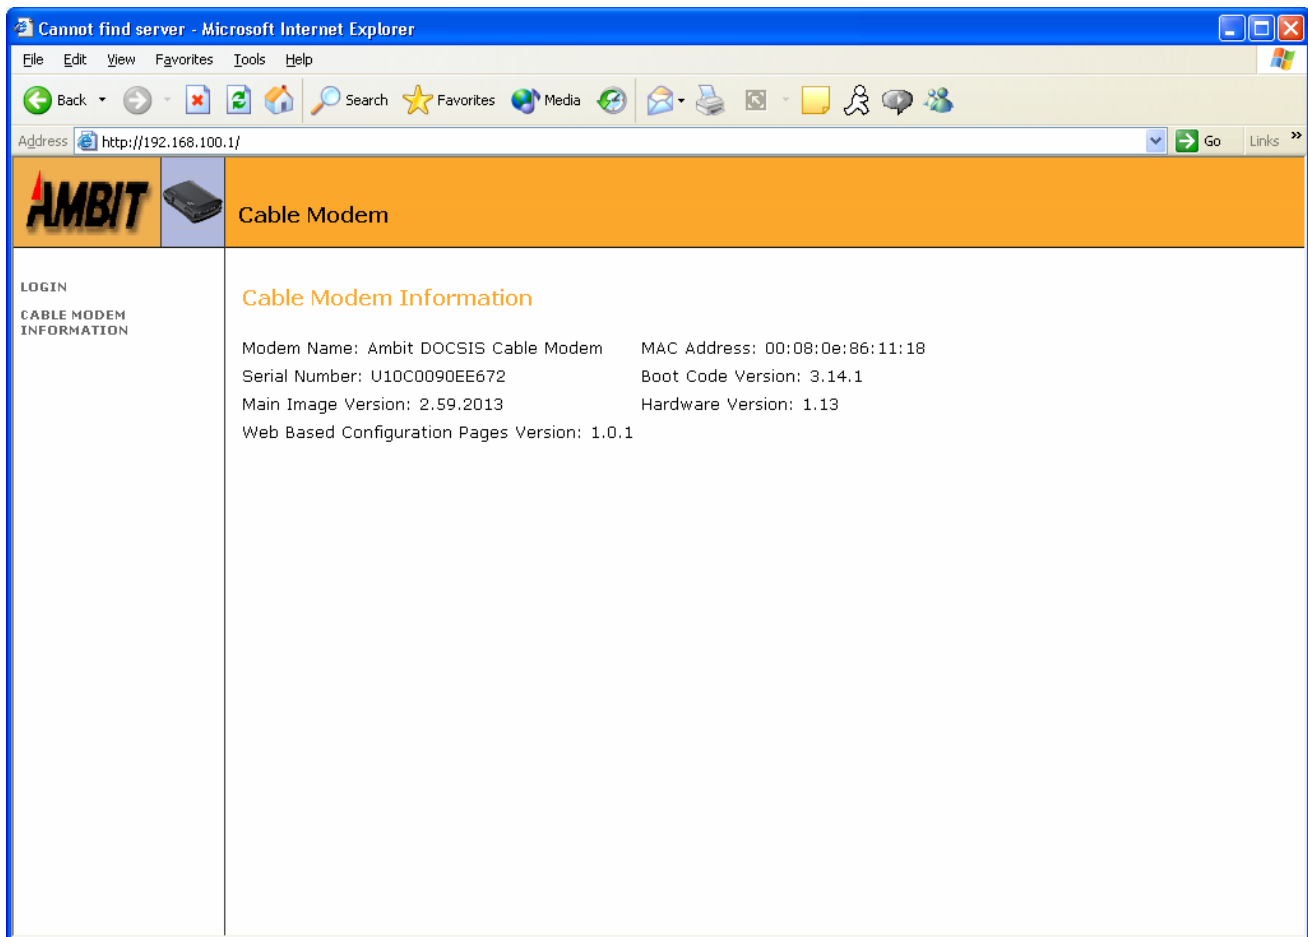 Cannot find server - Microsoft Internet Explorer
File Edit View Favorites Tools Help
Back Search Favorites Media
Address http://192.168.100.1/ Go Links »
AMBIT
Cable Modem
LOGIN
CABLE MODEM
INFORMATION
Cable Modem Information
Modem Name: Ambit DOCSIS Cable Modem MAC Address: 00:08:0e:86:11:18
Serial Number: U10C0090EE672 Boot Code Version: 3.14.1
Main Image Version: 2.59.2013 Hardware Version: 1.13
Web Based Configuration Pages Version: 1.0.1